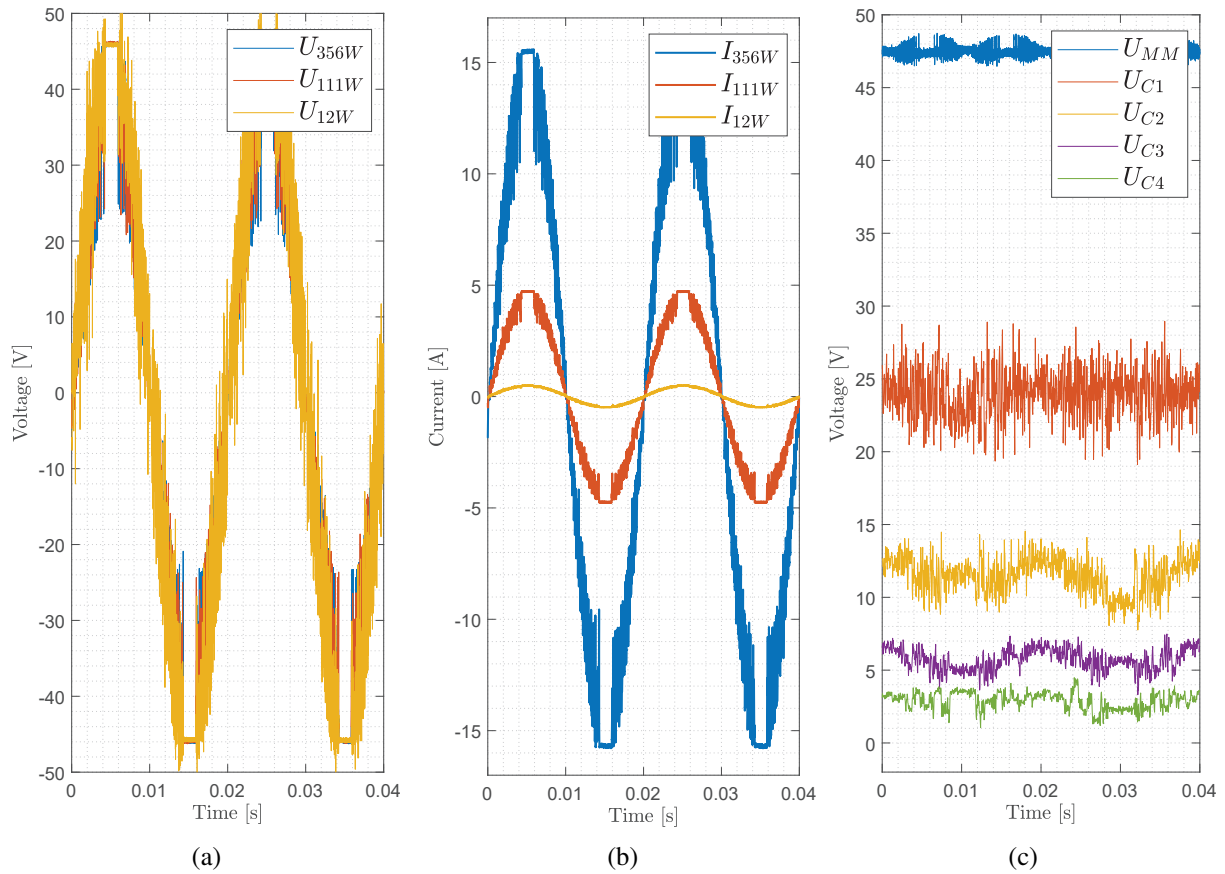 50
40
30
20
10
0
-10
-20
-30
-40
-50
Voltage [V]
0
0.01
0.02
0.03
0.04
Time [s]
U356W
U111W
U12W
(a)
15
10
5
0
-5
-10
-15
Current [A]
0
0.01
0.02
0.03
0.04
Time [s]
I356W
I111W
I12W
(b)
50
45
40
35
30
25
20
15
10
5
0
Voltage [V]
0
0.01
0.02
0.03
0.04
Time [s]
UMM
UC1
UC2
UC3
UC4
(c)